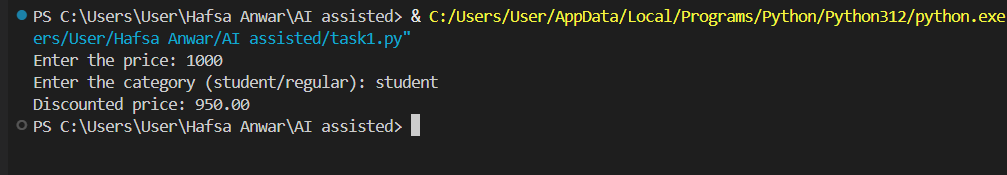 PS C:\Users\User\Hafsa Anwar\AI assisted> & C:/Users/User/AppData/Local/Programs/Python/Python312/python.exe
ers/User/Hafsa Anwar/AI assisted/task1.py"
Enter the price: 1000
Enter the category (student/regular): student
Discounted price: 950.00
PS C:\Users\User\Hafsa Anwar\AI assisted>